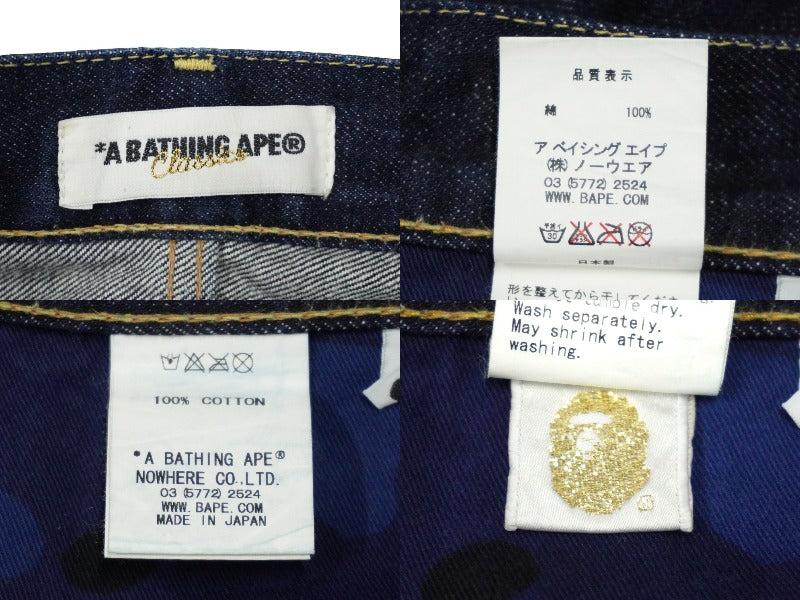 *A BATHING APE®
Classics
品質表示
綿 100%
ア ベイシング エイプ
(株) ノーウエア
03 (5772) 2524
WWW. BAPE. COM
30
日本製
形を整えてから干してください
100% COTTON
*A BATHING APE®
NOWHERE CO.,LTD.
03 (5772) 2524
WWW. BAPE. COM
MADE IN JAPAN
tumble dry.
Wash separately.
May shrink after
washing.